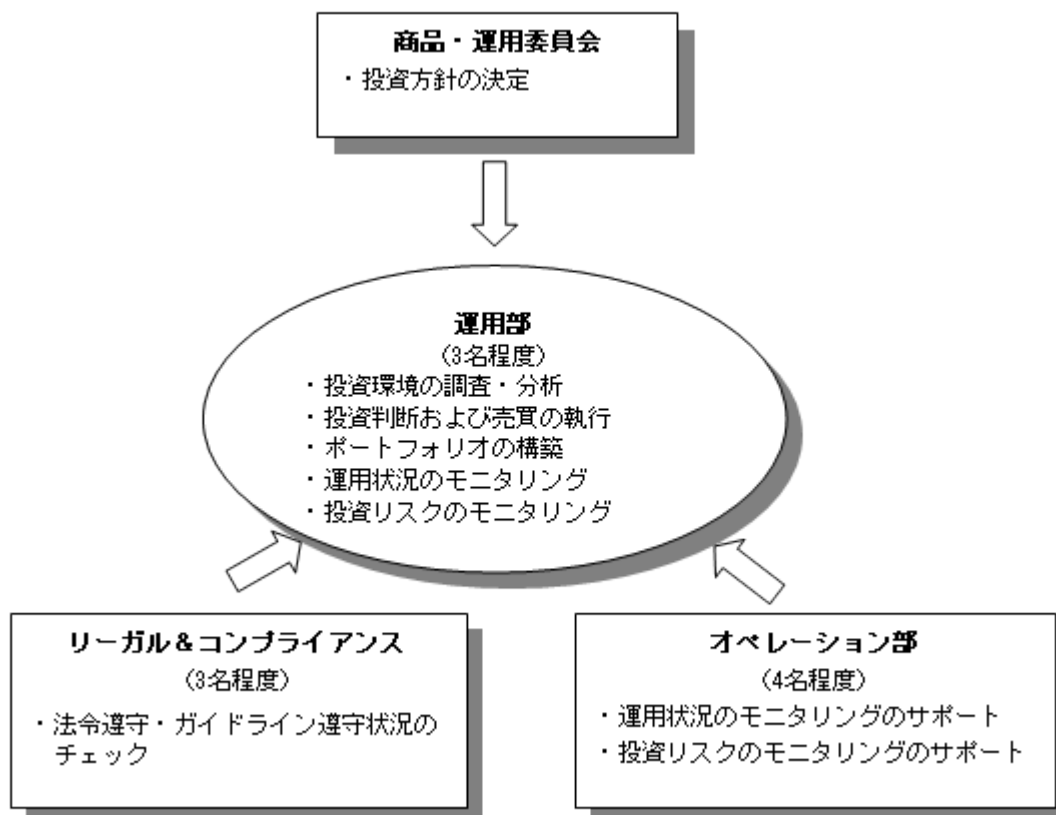 商品・運用委員会
・投資方針の決定
運用部
(3名程度)
・投資環境の調査・分析
・投資判断および売買の執行
・ポートフォリオの構築
・運用状況のモニタリング
・投資リスクのモニタリング
リーガル＆コンプライアンス
(3名程度)
・法令遵守・ガイドライン遵守状況の
チェック
オペレーション部
(4名程度)
・運用状況のモニタリングのサポート
・投資リスクのモニタリングのサポート